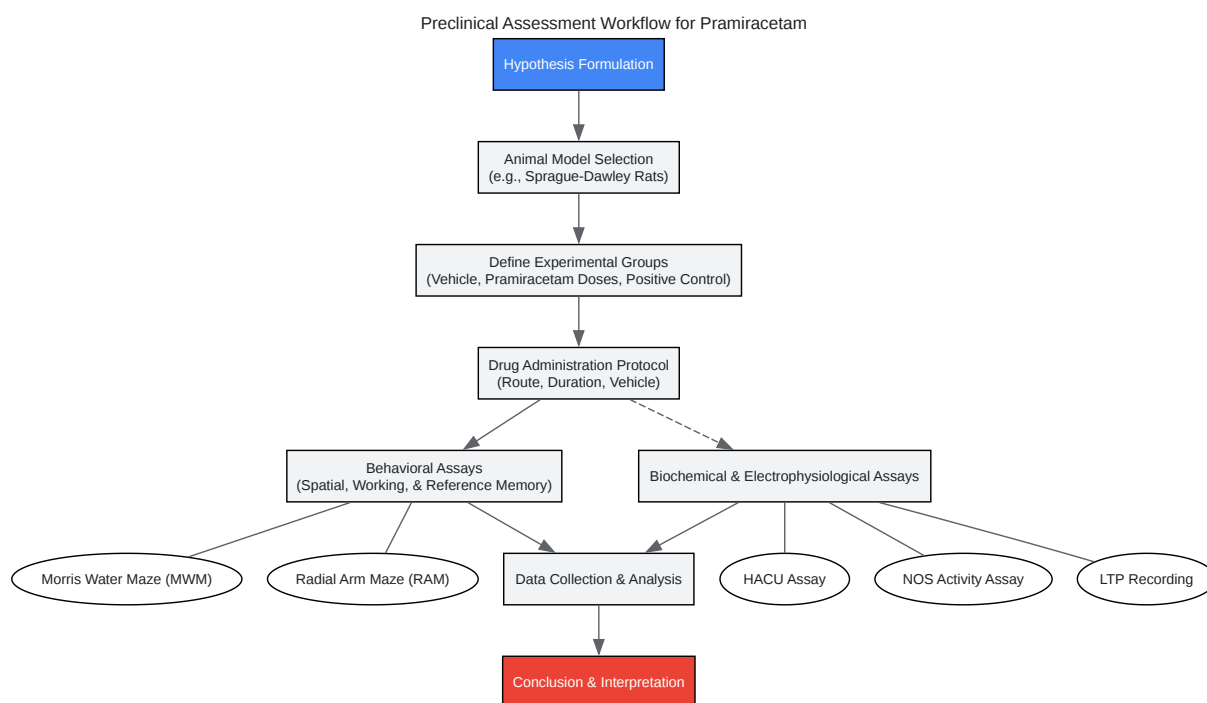 Preclinical Assessment Workflow for Pramiracetam
Hypothesis Formulation
Animal Model Selection
(e.g., Sprague-Dawley Rats)
Define Experimental Groups
(Vehicle, Pramiracetam Doses, Positive Control)
Drug Administration Protocol
(Route, Duration, Vehicle)
Behavioral Assays
(Spatial, Working, & Reference Memory)
Biochemical & Electrophysiological Assays
Morris Water Maze (MWM)
Radial Arm Maze (RAM)
Data Collection & Analysis
HACU Assay
NOS Activity Assay
LTP Recording
Conclusion & Interpretation